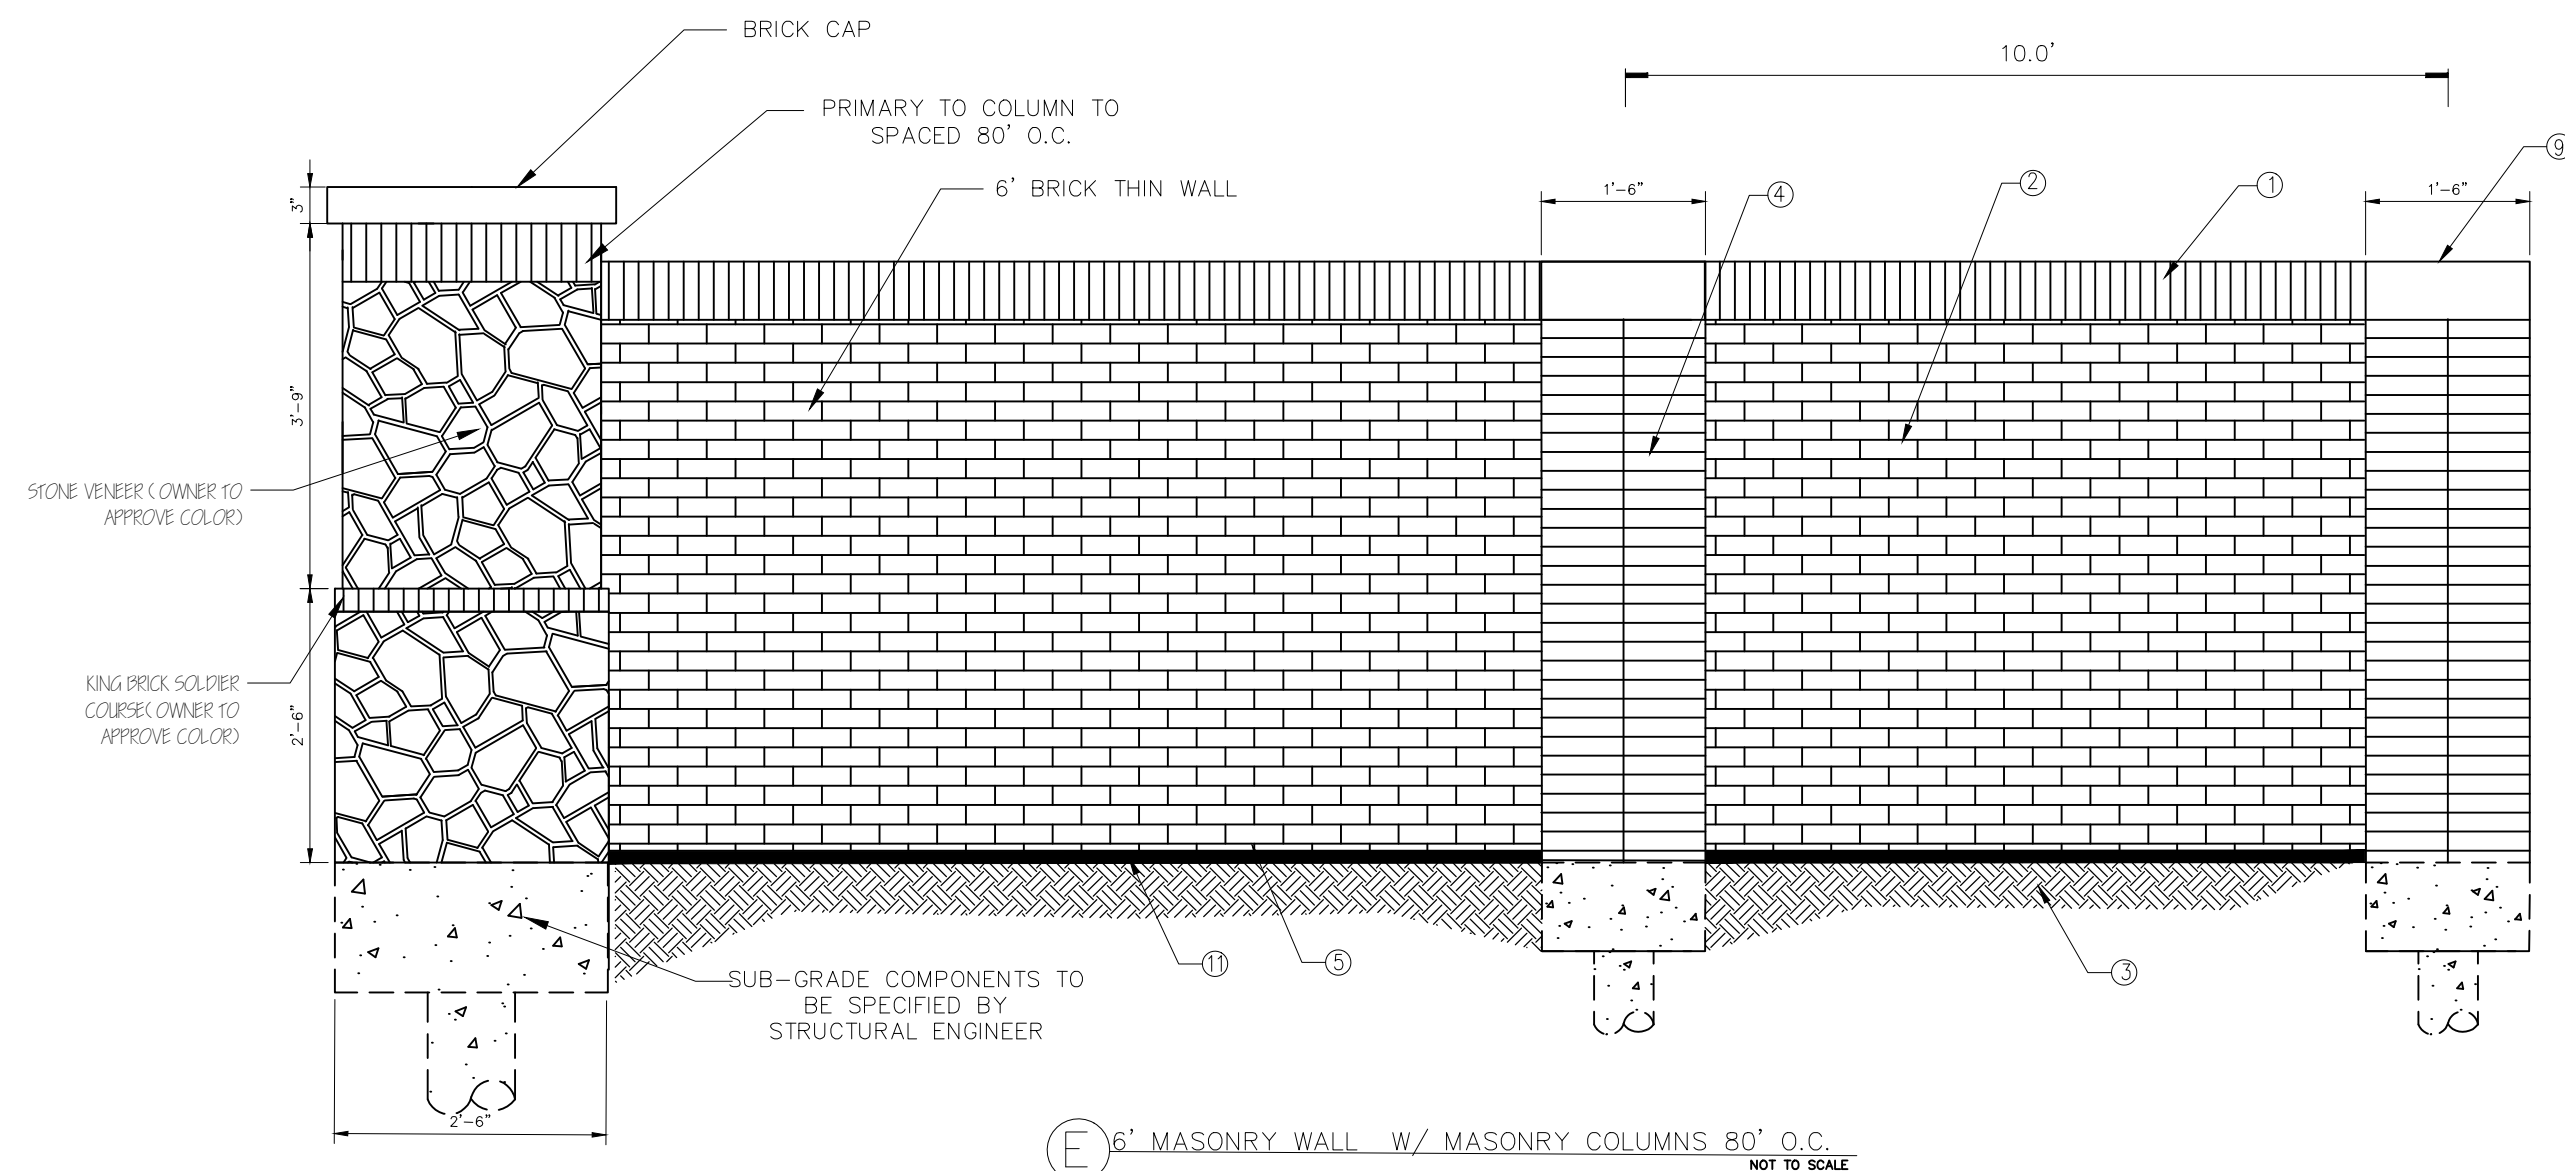 BRICK CAP
10.0'
PRIMARY TO COLUMN TO
SPACED 80' O.C.
9
6' BRICK THIN WALL
1'-6"
4
2
1
1'-6"
3"
3'-9"
STONE VENEER ( OWNER TO
APPROVE COLOR)
KING BRICK SOLDIER
COURSE( OWNER TO
APPROVE COLOR)
2'-6"
11
5
3
SUB-GRADE COMPONENTS TO
BE SPECIFIED BY
STRUCTURAL ENGINEER
2'-6"
E
6' MASONRY WALL W/ MASONRY COLUMNS 80' O.C.
NOT TO SCALE